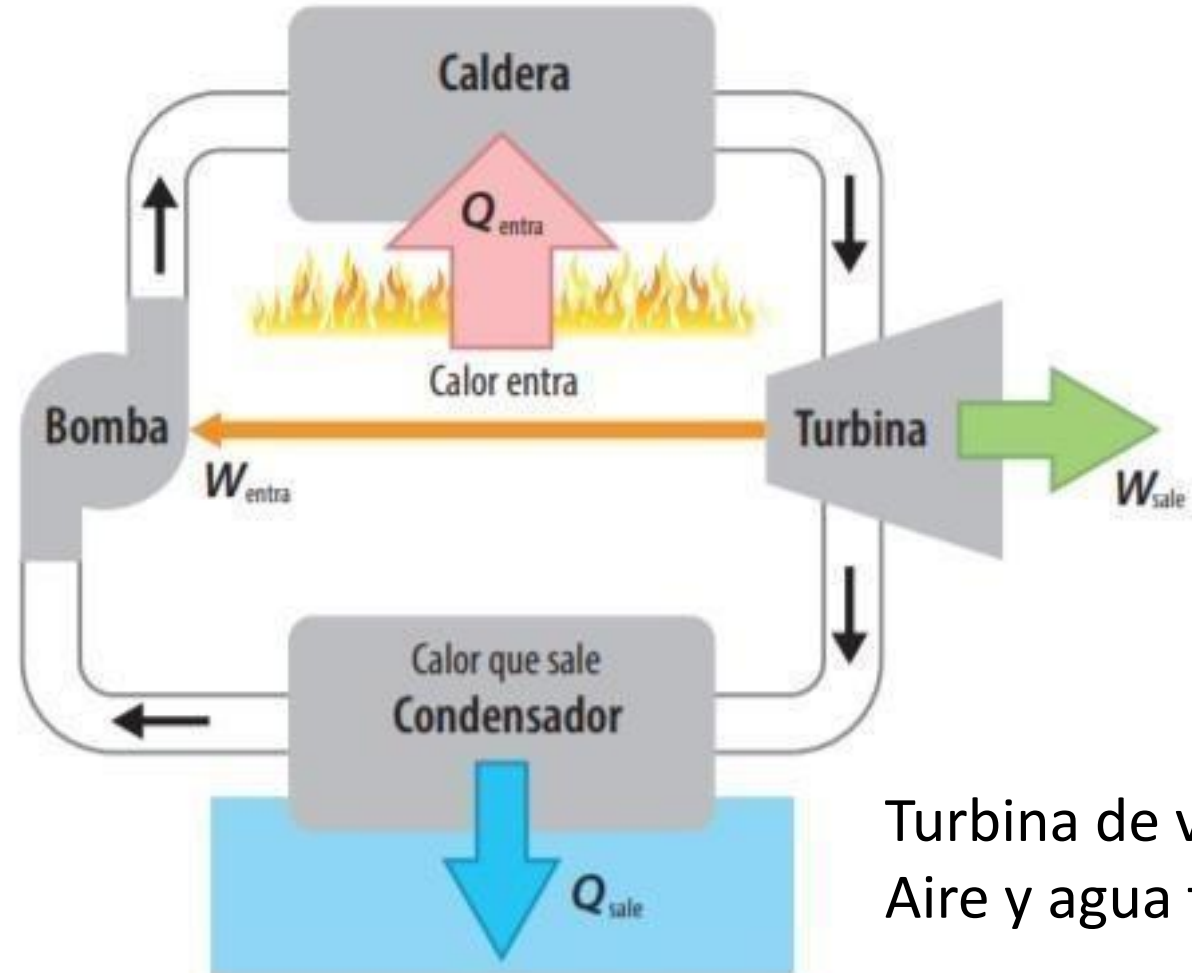 Caldera
Q entra
Calor entra
Bomba
Turbina
W entra
W sale
Calor que sale
Condensador
Q sale
Turbina de
Aire y agua